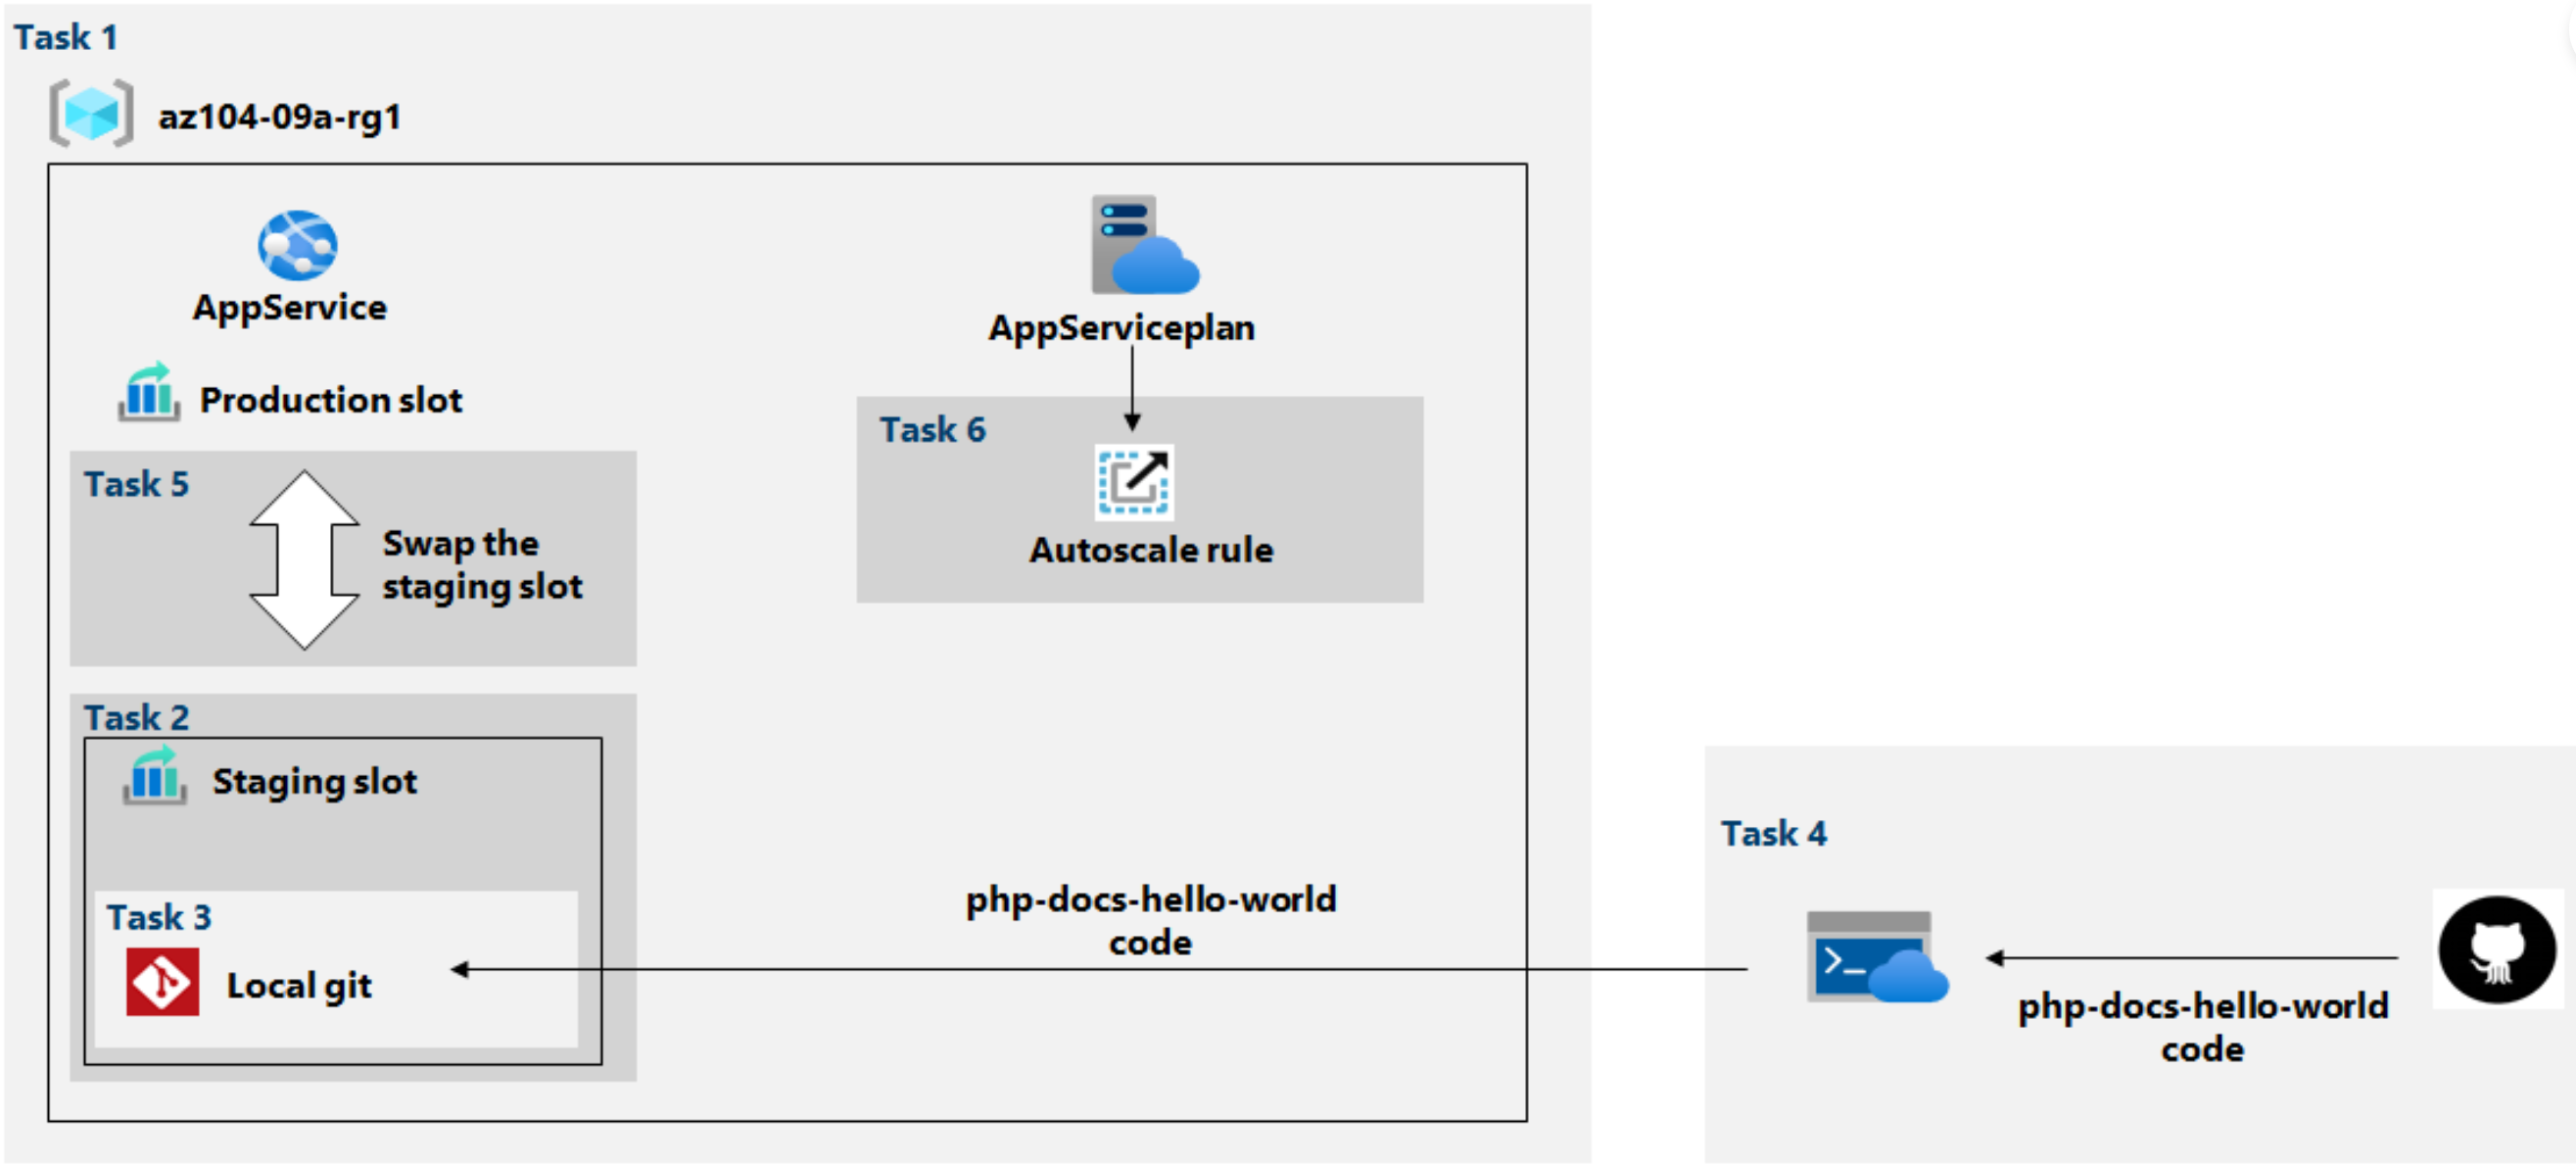 Task 1
az104-09a-rg1
AppService
Production slot
Task 5
Swap the
staging slot
Task 2
Staging slot
Task 3
Local git
AppServiceplan
Task 6
Autoscale rule
php-docs-hello-world
code
Task 4
>_
php-docs-hello-world
code